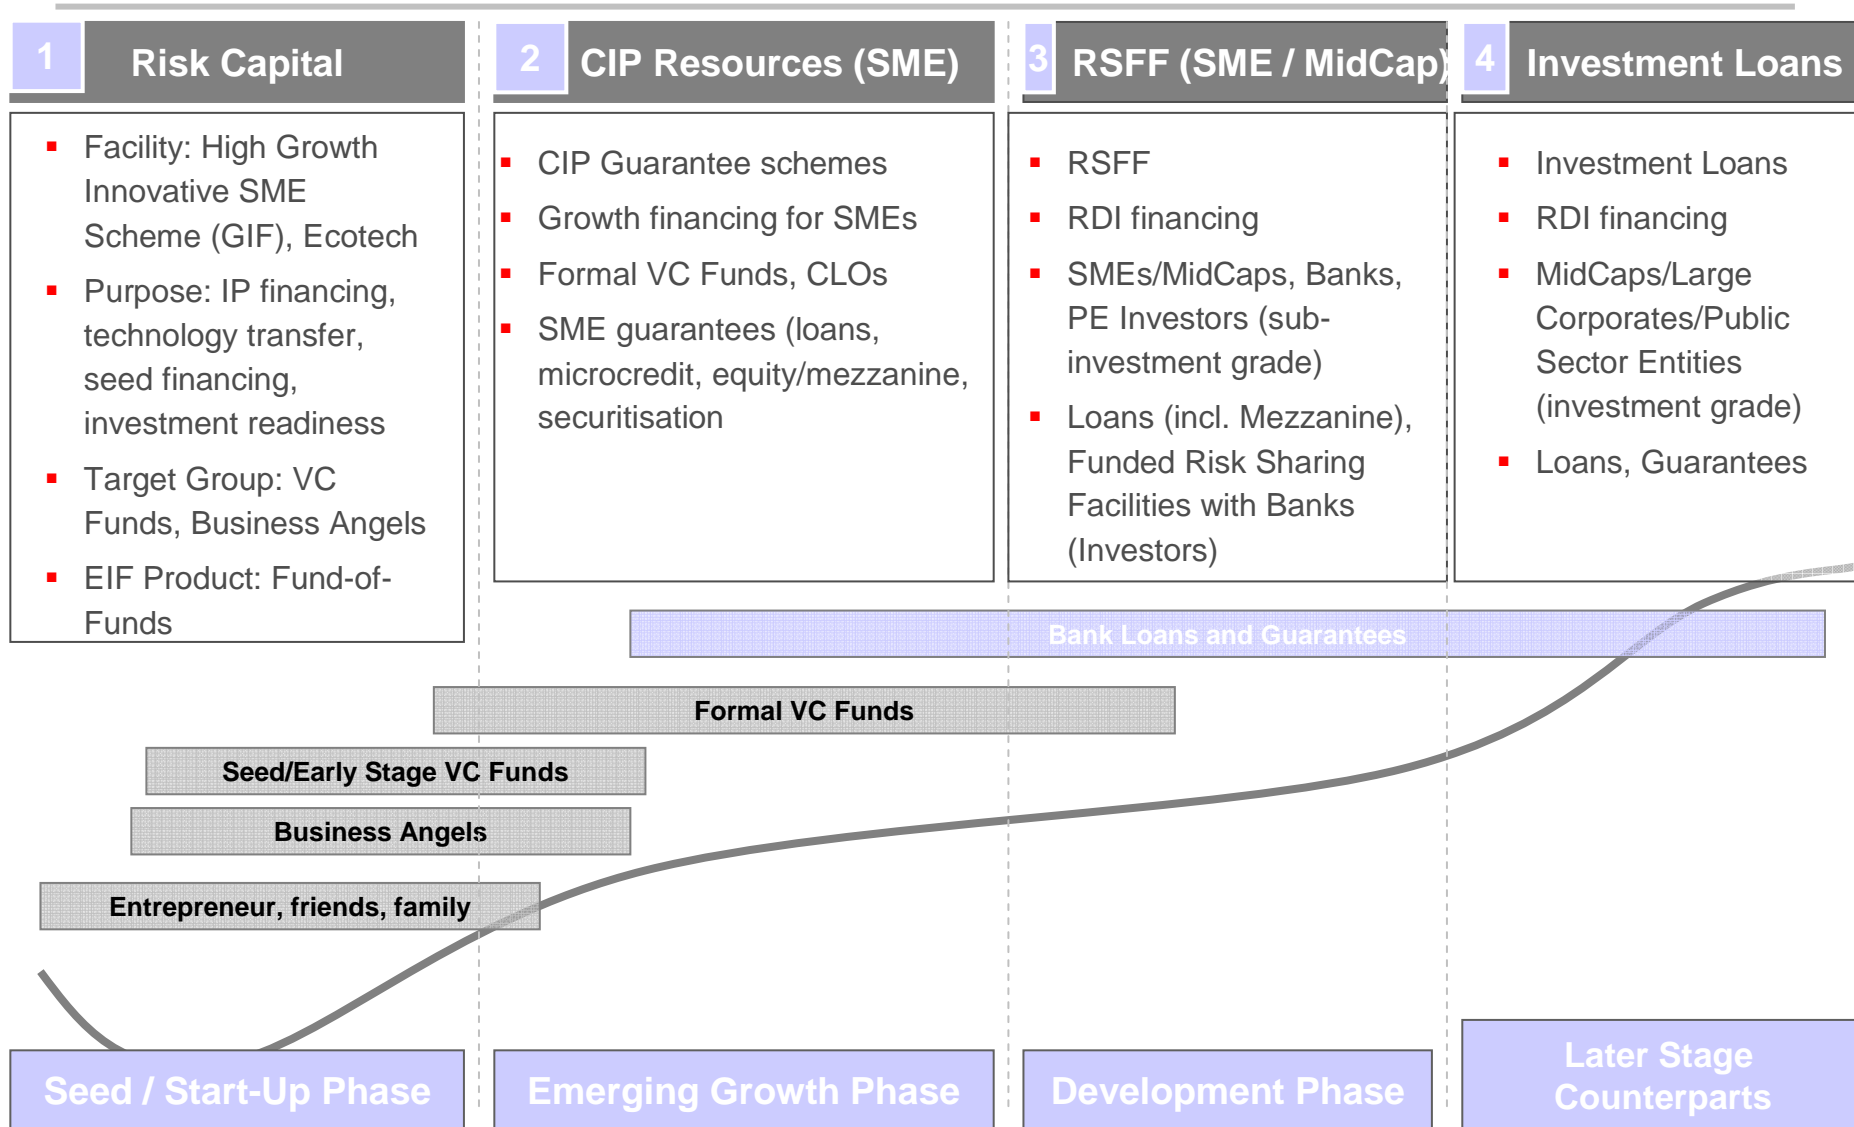 1
Risk Capital
2
CIP Resources (SME)
3
RSFF (SME / MidCap)
4
Investment Loans
Facility: High Growth
Innovative SME
Scheme (GIF), Ecotech
Purpose: IP financing,
technology transfer,
seed financing,
investment readiness
Target Group: VC
Funds, Business Angels
EIF Product: Fund-of-
Funds
CIP Guarantee schemes
Growth financing for SMEs
Formal VC Funds, CLOs
SME guarantees (loans,
microcredit, equity/mezzanine,
securitisation
RSFF
RDI financing
SMEs/MidCaps, Banks,
PE Investors (sub-
investment grade)
Loans (incl. Mezzanine),
Funded Risk Sharing
Facilities with Banks
(Investors)
Investment Loans
RDI financing
MidCaps/Large
Corporates/Public
Sector Entities
(investment grade)
Loans, Guarantees
Bank Loans and Guarantees
Formal VC Funds
Seed/Early Stage VC Funds
Business Angels
Entrepreneur, friends, family
Seed / Start-Up Phase
Emerging Growth Phase
Development Phase
Later Stage
Counterparts